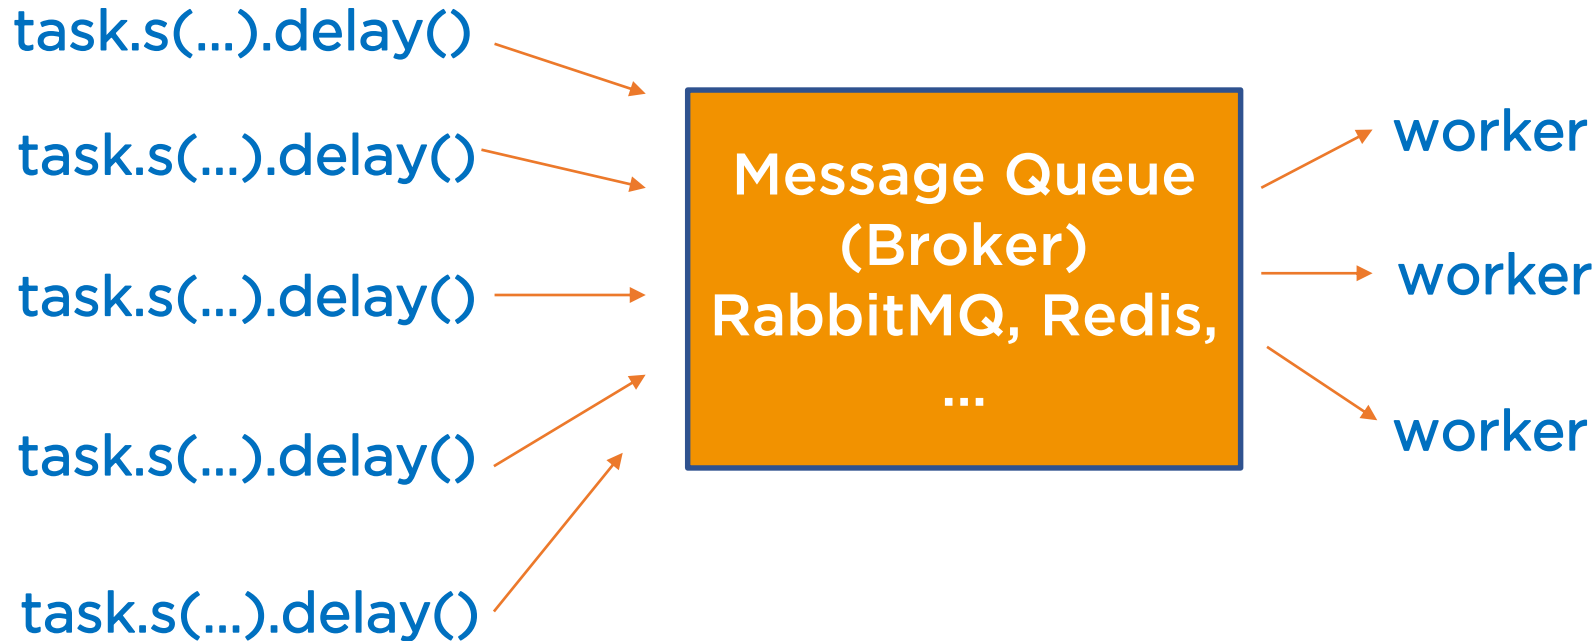 task.s(...).delay()
task.s(...).delay()
task.s(...).delay()
task.s(...).delay()
task.s(...).delay()
Message Queue
(Broker)
RabbitMQ, Redis,
...
worker
worker
worker